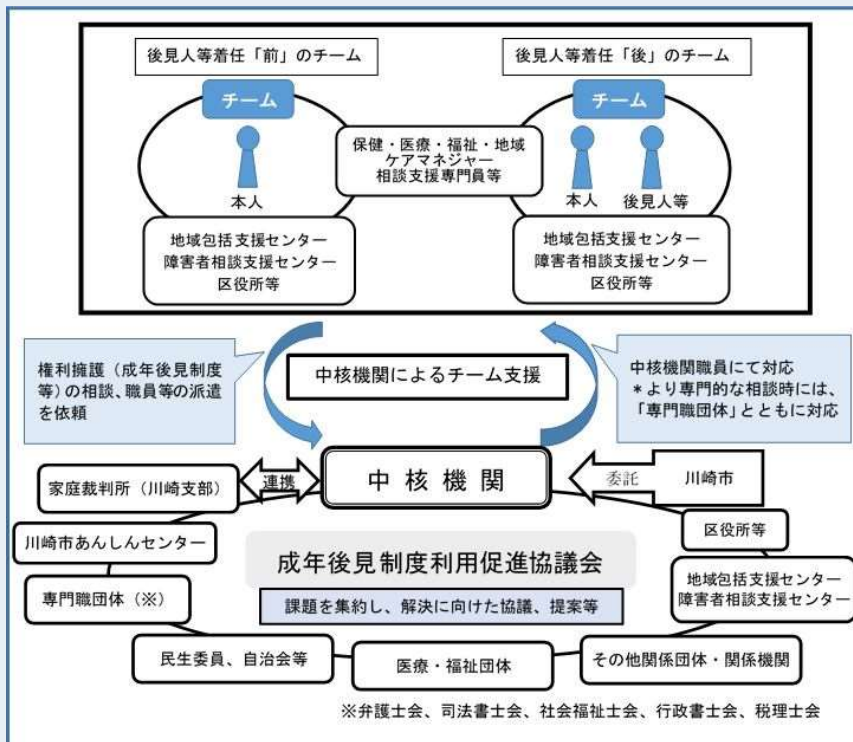 後見人等着任「前」のチーム
後見人等着任「後」のチーム
チーム
チーム
保健・医療・福祉・地域
ケアマネジャー
相談支援専門員等
本人
本人
後見人等
地域包括支援センター
障害者相談支援センター
区役所等
地域包括支援センター
障害者相談支援センター
区役所等
権利擁護（成年後見制度
等）の相談、職員等の派遣
を依頼
中核機関によるチーム支援
中核機関職員にて対応
＊より専門的な相談時には、
「専門職団体」とともに対応
家庭裁判所（川崎支部）
連携
中核機関
委託
川崎市
川崎市あんしんセンター
区役所等
成年後見制度利用促進協議会
専門職団体（※）
課題を集約し、解決に向けた協議、提案等
地域包括支援センター
障害者相談支援センター
民生委員、自治会等
医療・福祉団体
その他関係団体・関係機関
※弁護士会、司法書士会、社会福祉士会、行政書士会、税理士会